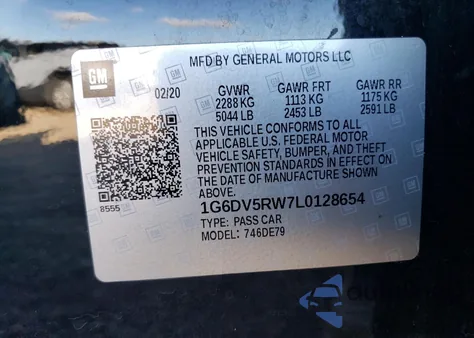 GM
MFD BY GENERAL MOTORS LLC
02/20
GVWR GAWR FRT GAWR RR
2288 KG 1113 KG 1175 KG
5044 LB 2453 LB 2591 LB
THIS VEHICLE CONFORMS TO ALL
APPLICABLE U.S. FEDERAL MOTOR
VEHICLE SAFETY, BUMPER, AND THEFT
PREVENTION STANDARDS IN EFFECT ON
THE DATE OF MANUFACTURE SHOWN ABOVE.
8555
1G6DV5RW7L0128654
TYPE: PASS CAR
MODEL: 746DE79